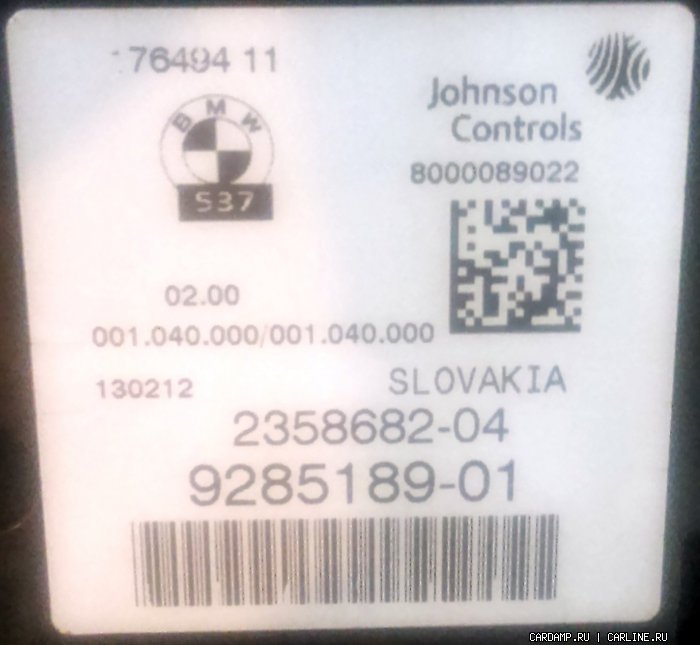 76494 11
BMW
537
Johnson
Controls
8000089022
02.00
001.040.000/001.040.000
130212
SLOVAKIA
2358682-04
9285189-01
CARDAMP.RU | CARLINE.RU